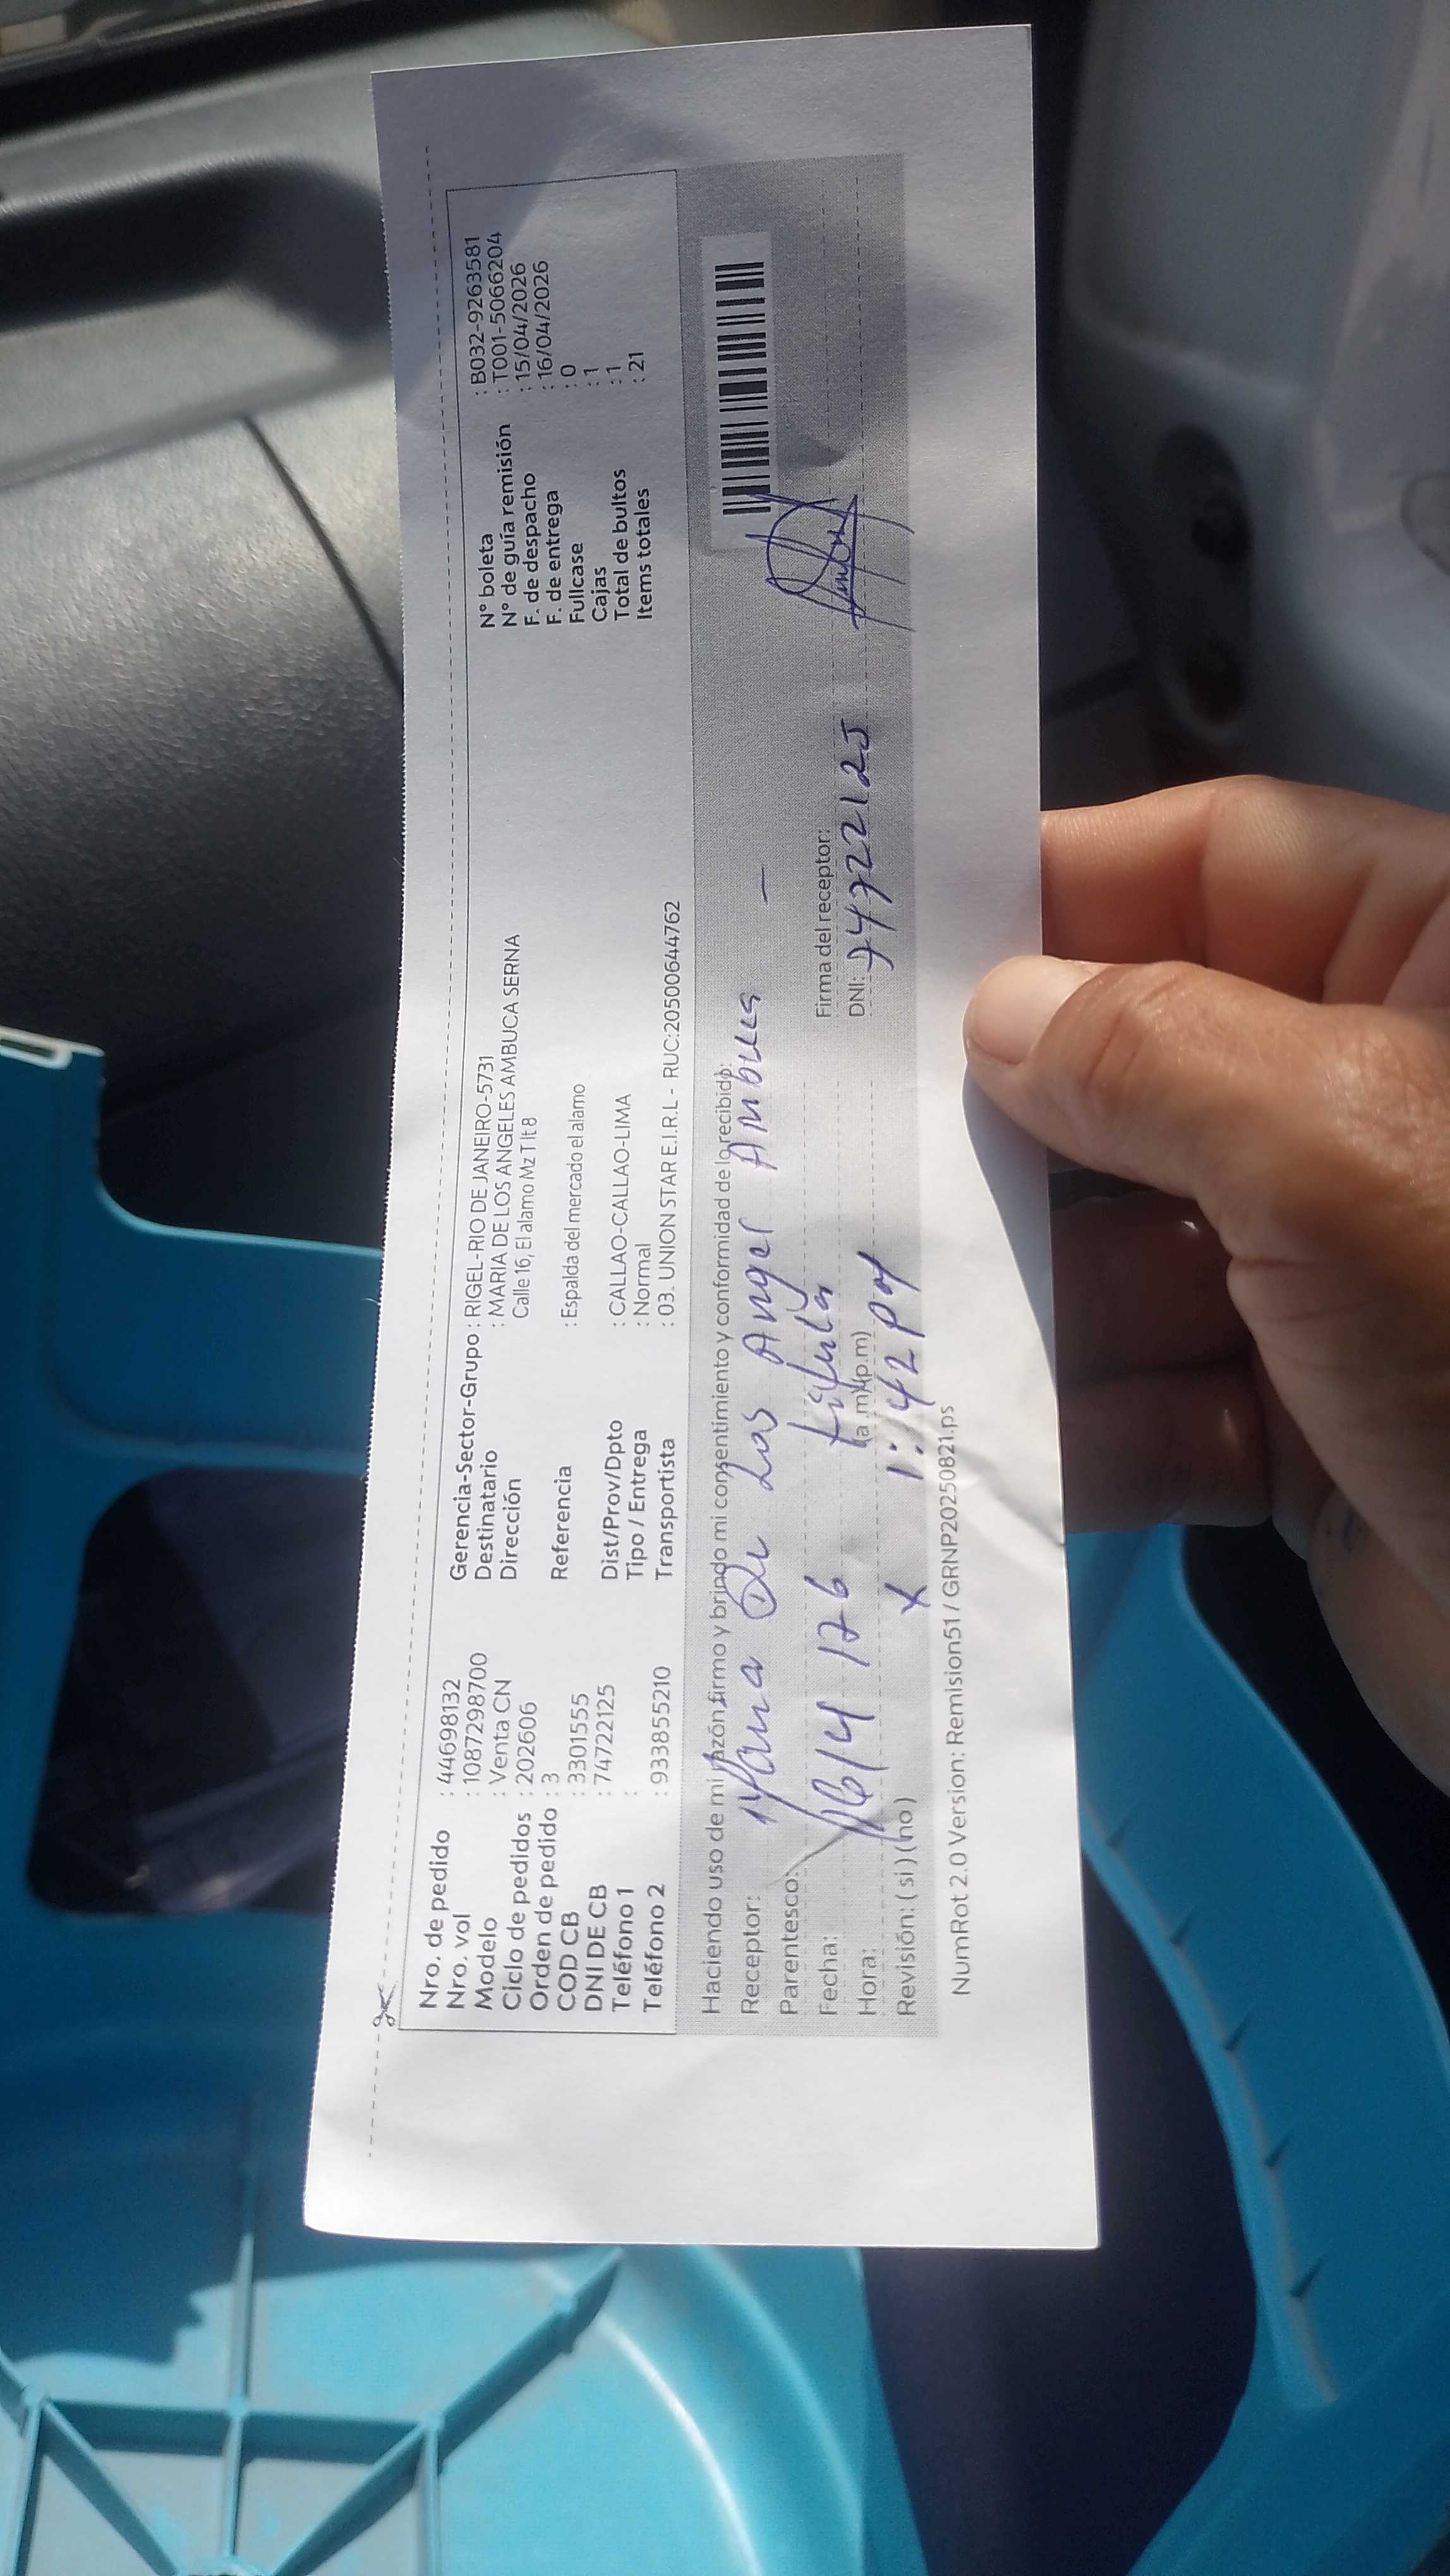 Nro. de pedido : 44698132
Nro. vol : 1087298700
Modelo : Venta CN
Ciclo de pedidos : 202606
Orden de pedido : 3
COD CB : 3301555
DNI DE CB : 74722125
Teléfono 1 :
Teléfono 2 : 933855210
Gerencia-Sector-Grupo : RIGEL-RIO DE JANEIRO-5731
Destinatario : MARIA DE LOS ANGELES AMBUCA SERNA
Dirección Calle 16, El alamo Mz T lt 8
Referencia : Espalda del mercado el alamo
Dist/Prov/Dpto : CALLAO-CALLAO-LIMA
Tipo / Entrega : Normal
Transportista : 03. UNION STAR E.I.R.L - RUC:20500644762
N° boleta : B032-9263581
N° de guía remisión : T001-5066204
F. de despacho : 15/04/2026
F. de entrega : 16/04/2026
Fullcase : 0
Cajas : 1
Total de bultos : 1
Items totales : 21
Haciendo uso de mi razón, firmo y brindo mi consentimiento y conformidad de lo recibido:
Receptor: Maria De Los Angel Ambuca
Parentesco: titular
Fecha: 16/4/26
Hora: 1:42 PM (a.m)(p.m)
Revisión: ( si ) (no) X
Firma del receptor:
DNI: 74722125
NumRot 2.0 Version: Remision51 / GRNP20250821.ps